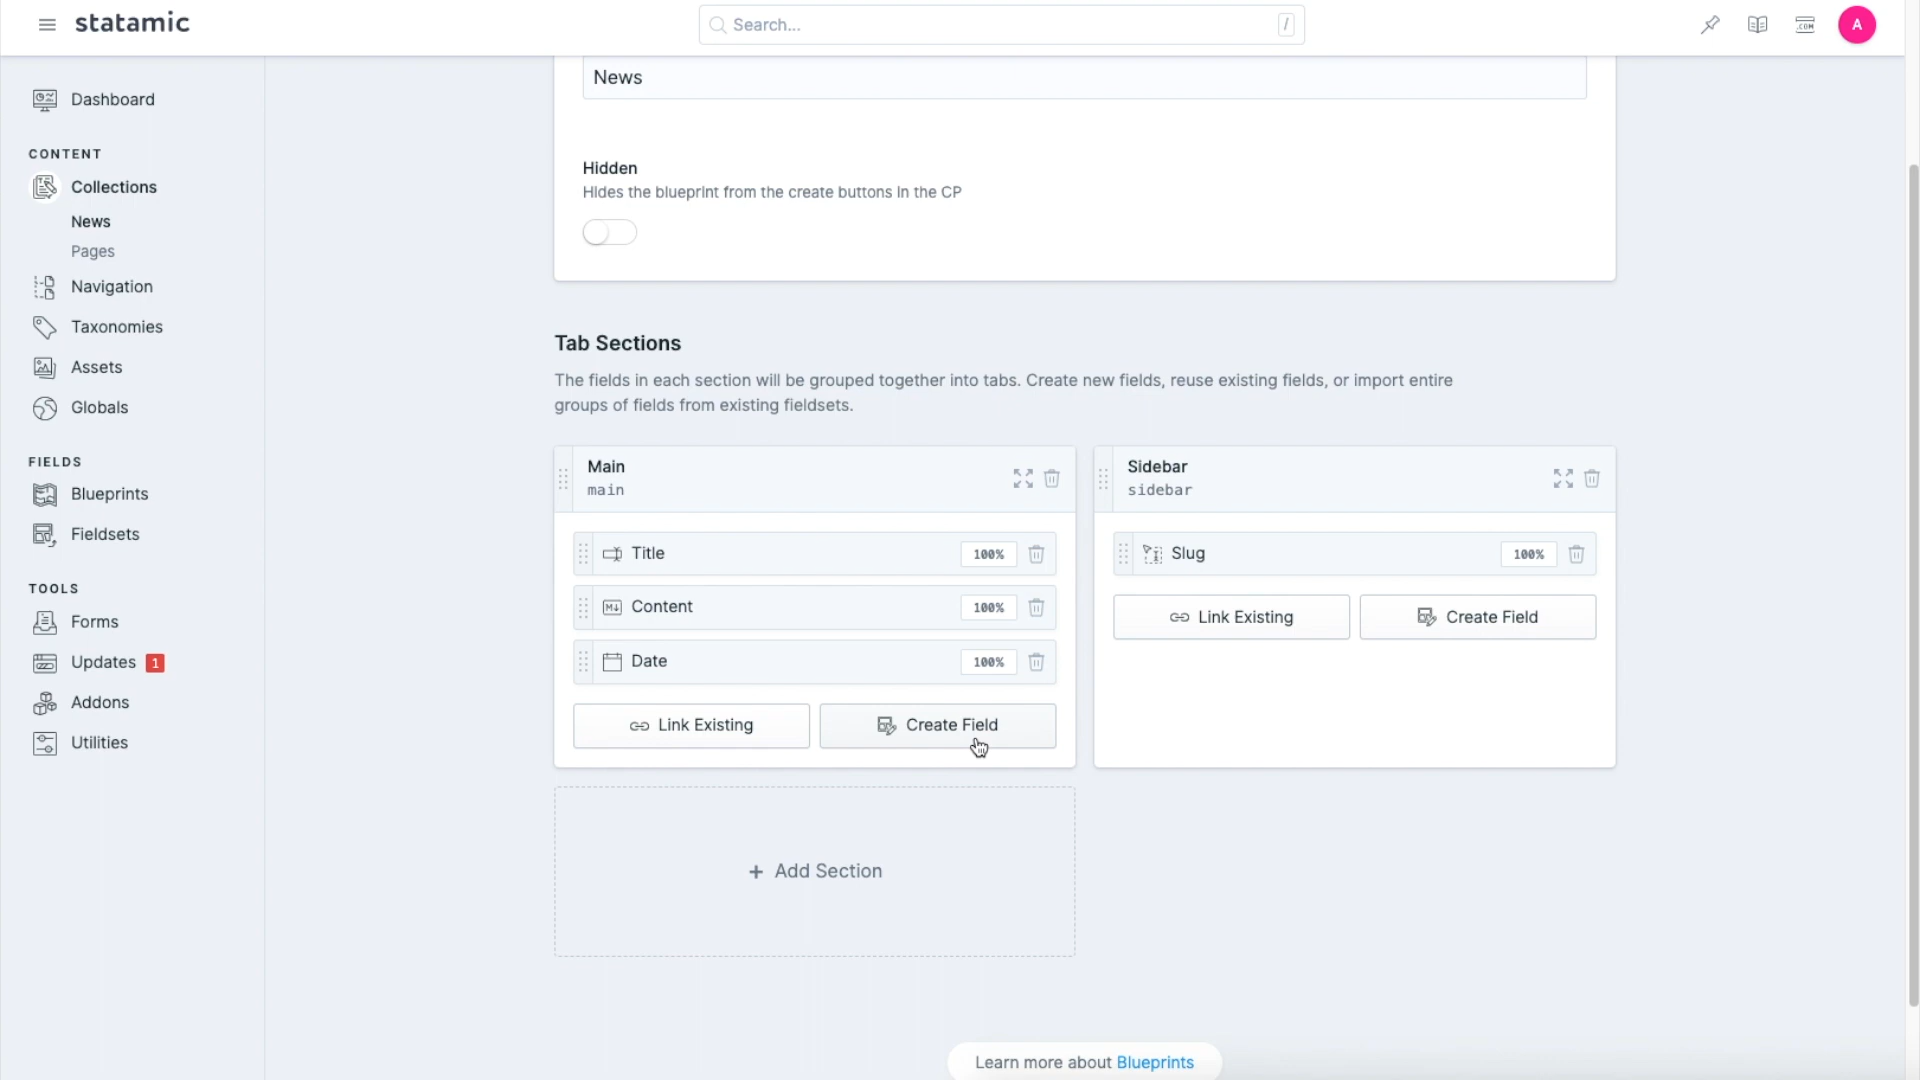 statamic
Search...
/
.COM
A
Dashboard
CONTENT
Collections
News
Pages
Navigation
Taxonomies
Assets
Globals
FIELDS
Blueprints
Fieldsets
TOOLS
Forms
Updates 1
Addons
Utilities
News
Hidden
Hides the blueprint from the create buttons in the CP
Tab Sections
The fields in each section will be grouped together into tabs. Create new fields, reuse existing fields, or import entire
groups of fields from existing fieldsets.
Main
main
Title 100%
M↓ Content 100%
Date 100%
Link Existing
Create Field
Sidebar
sidebar
Slug 100%
Link Existing
Create Field
+ Add Section
Learn more about Blueprints